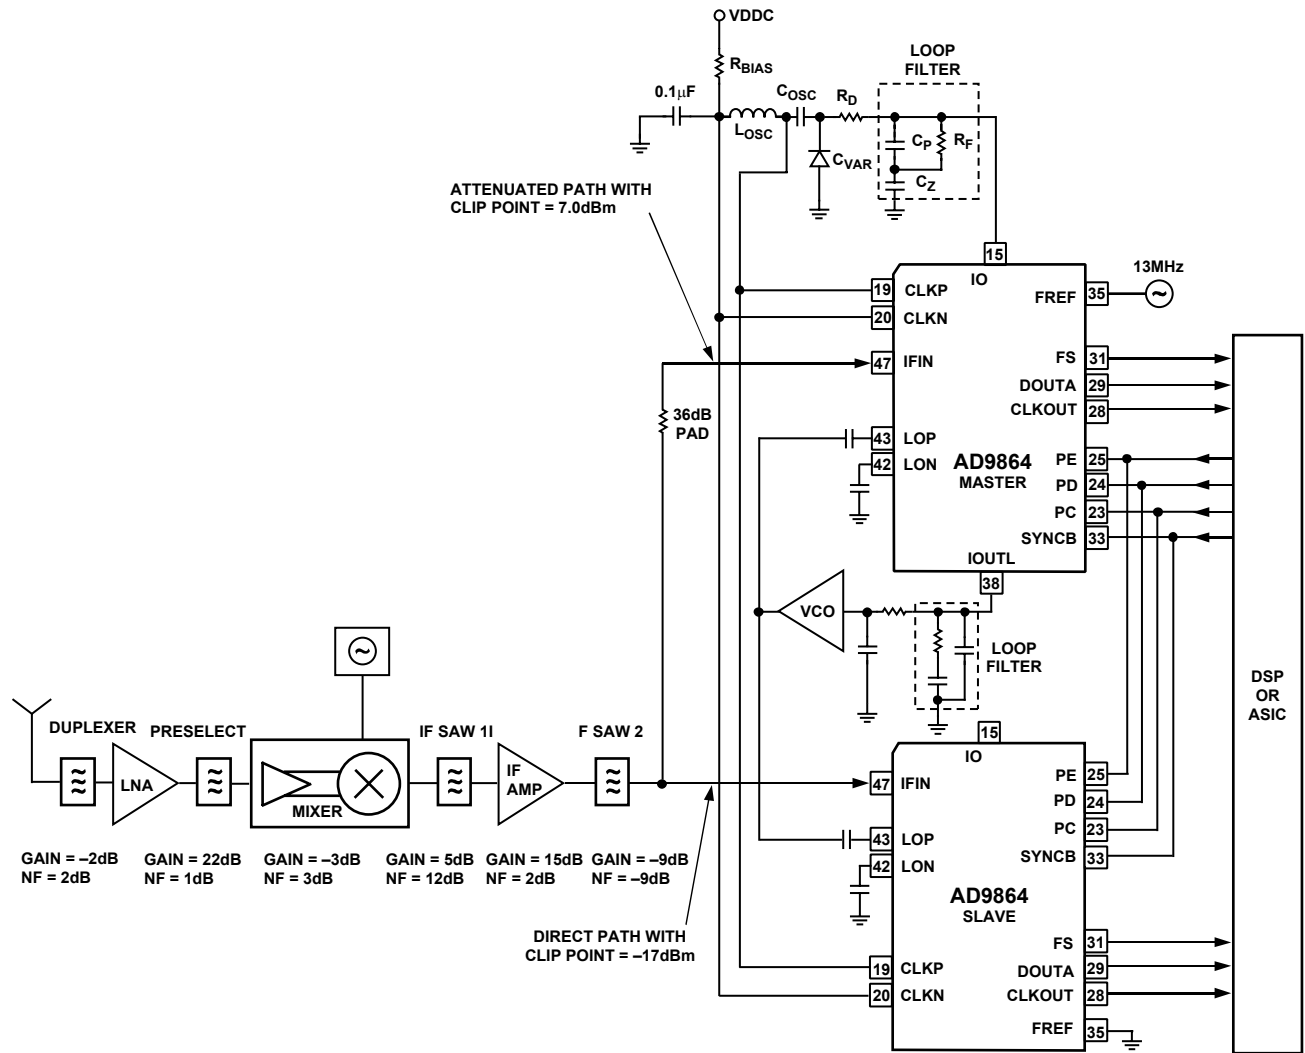 VDDC
RBIAS
LOOP
FILTER
0.1µF
COSC
RD
LOSC
CP
RF
CVAR
CZ
ATTENUATED PATH WITH
CLIP POINT = 7.0dBm
15
IO
13MHz
19
CLKP
FREF
35
20
CLKN
47
IFIN
FS
31
DOUTA
29
CLKOUT
28
36dB
PAD
43
LOP
42
LON
AD9864
MASTER
PE
25
PD
24
PC
23
SYNCB
33
IOUTL
38
VCO
LOOP
FILTER
DSP
OR
ASIC
DUPLEXER
PRESELECT
IF SAW 1I
F SAW 2
LNA
MIXER
IF
AMP
15
IO
47
IFIN
PE
25
PD
24
PC
23
SYNCB
33
43
LOP
42
LON
GAIN = –2dB
NF = 2dB
GAIN = 22dB
NF = 1dB
GAIN = –3dB
NF = 3dB
GAIN = 5dB
NF = 12dB
GAIN = 15dB
NF = 2dB
GAIN = –9dB
NF = –9dB
AD9864
SLAVE
DIRECT PATH WITH
CLIP POINT = –17dBm
FS
31
19
CLKP
DOUTA
29
20
CLKN
CLKOUT
28
FREF
35